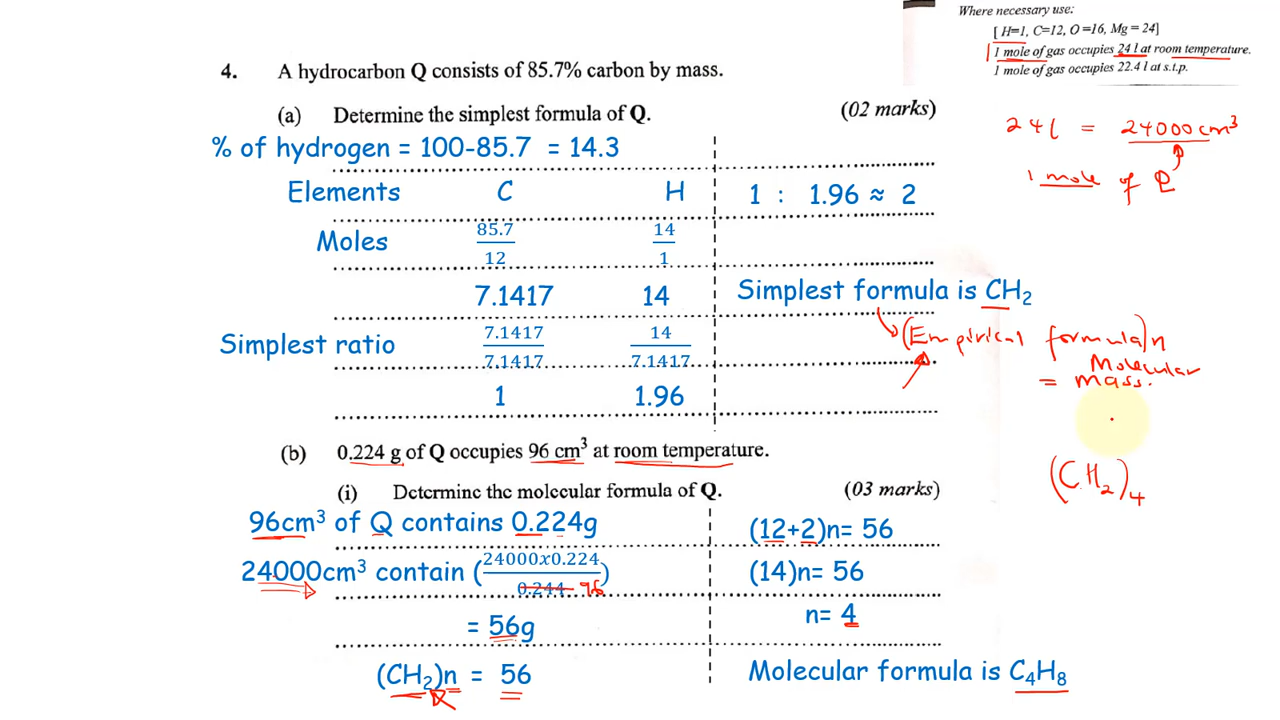 Where necessary use:
[ H=1, C=12, O=16, Mg = 24]
1 mole of gas occupies 24 l at room temperature.
1 mole of gas occupies 22.4 l at s.t.p.
24l = 24000cm³
1 mole of Q
4. A hydrocarbon Q consists of 85.7% carbon by mass.
(a) Determine the simplest formula of Q. (02 marks)
% of hydrogen = 100-85.7 = 14.3
Elements C H
Moles 85.7/12 14/1
7.1417 14
Simplest ratio 7.1417/7.1417 14/7.1417
1 1.96
1 : 1.96 ≈ 2
Simplest formula is CH₂
(Empirical formula)n
= Molecular mass.
(CH₂)₄
(b) 0.224 g of Q occupies 96 cm³ at room temperature.
(i) Determine the molecular formula of Q. (03 marks)
96cm³ of Q contains 0.224g
24000cm³ contain (24000x0.224/0.244 96)
= 56g
(CH₂)n = 56
(12+2)n= 56
(14)n= 56
n= 4
Molecular formula is C₄H₈